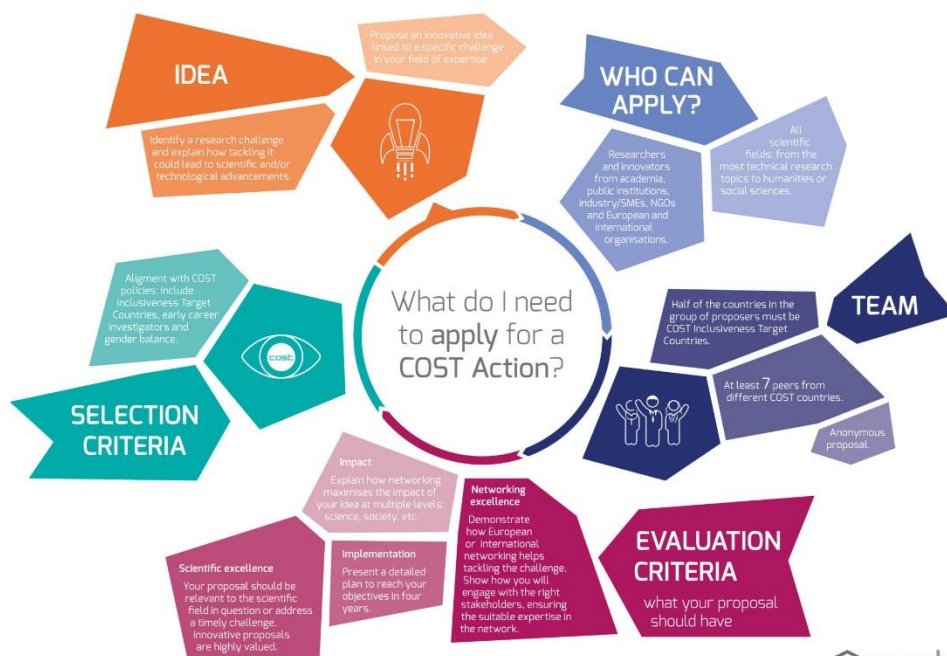 IDEA
Propose an innovative idea
linked to a specific challenge
in your field of expertise.
Identify a research challenge
and explain how tackling it
could lead to scientific and/or
technological advancements.
WHO CAN
APPLY?
All
scientific
fields; from the
most technical research
topics to humanities or
social sciences.
Researchers
and innovators
from academia,
public institutions,
industry/SMEs, NGOs
and European and
international
organisations.
What do I need
to apply for a
COST Action?
TEAM
Half of the countries in the
group of proposers must be
COST Inclusiveness Target
Countries.
At least 7 peers from
different COST countries.
Anonymous
proposal.
EVALUATION
CRITERIA
what your proposal
should have
Networking
excellence
Demonstrate
how European
or international
networking helps
tackling the challenge.
Show how you will
engage with the right
stakeholders, ensuring
the suitable expertise in
the network.
Impact
Explain how networking
maximises the impact of
your idea at multiple levels:
science, society, etc.
Implementation
Present a detailed
plan to reach your
objectives in four
years.
Scientific excellence
Your proposal should be
relevant to the scientific
field in question or address
a timely challenge.
Innovative proposals
are highly valued.
SELECTION
CRITERIA
Aligment with COST
policies: include
Inclusiveness Target
Countries, early career
investigators and
gender balance.
cost